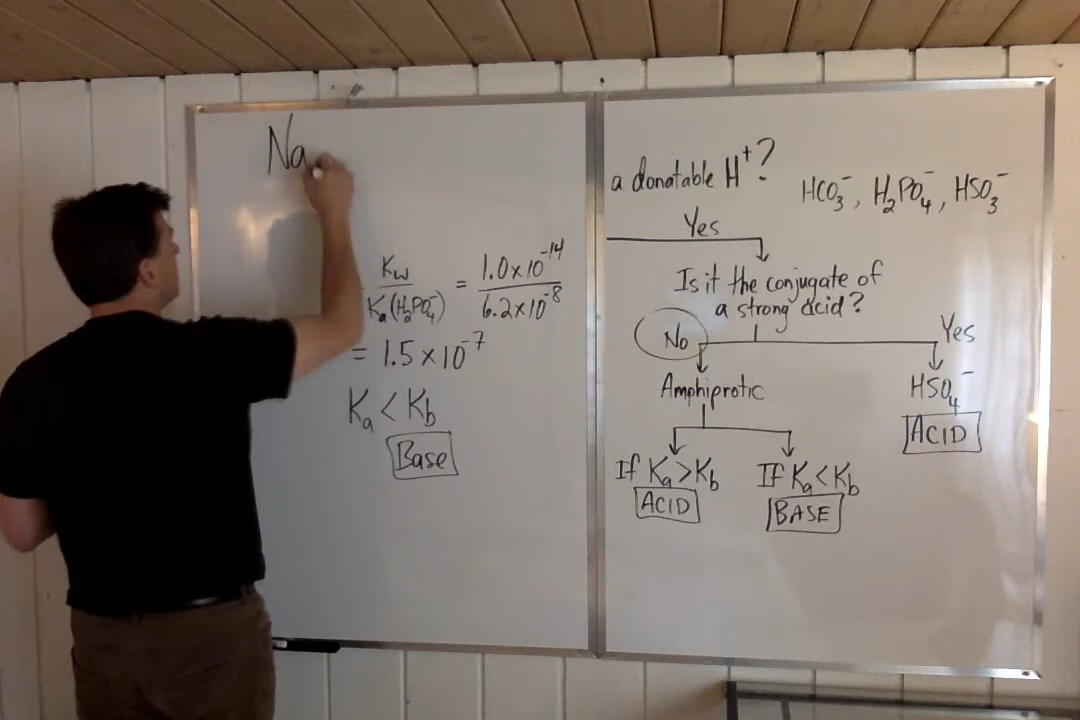 Na
Kw
Ka(H₂PO₄⁻)
= 1.0×10⁻¹⁴
6.2×10⁻⁸
= 1.5×10⁻⁷
Ka < Kb
Base
a donatable H⁺?
HCO₃⁻, H₂PO₄⁻, HSO₃⁻
Yes
Is it the conjugate of
a strong acid?
No
Yes
Amphiprotic
HSO₄⁻
ACID
If Ka>Kb
If Ka<Kb
ACID
BASE